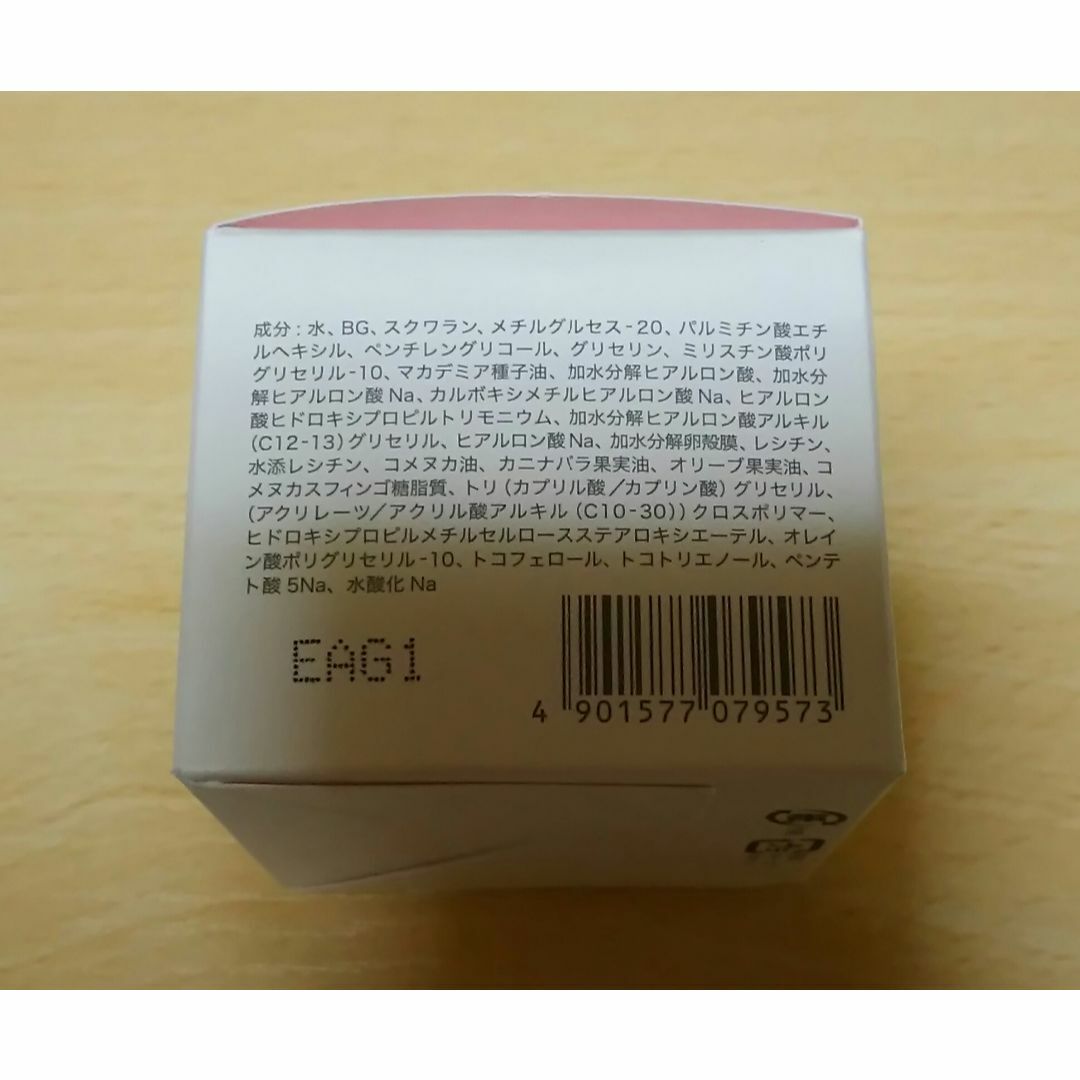 成分：水、BG、スクワラン、メチルグルセス-20、パルミチン酸エチ
ルヘキシル、ペンチレングリコール、グリセリン、ミリスチン酸ポリ
グリセリル-10、マカデミア種子油、加水分解ヒアルロン酸、加水分
解ヒアルロン酸Na、カルボキシメチルヒアルロン酸Na、ヒアルロン
酸ヒドロキシプロピルトリモニウム、加水分解ヒアルロン酸アルキル
(C12-13)グリセリル、ヒアルロン酸Na、加水分解卵殻膜、レシチン、
水添レシチン、コメヌカ油、カニナバラ果実油、オリーブ果実油、コ
メヌカスフィンゴ糖脂質、トリ(カプリル酸／カプリン酸)グリセリル、
(アクリレーツ／アクリル酸アルキル(C10-30))クロスポリマー、
ヒドロキシプロピルメチルセルロースステアロキシエーテル、オレイ
ン酸ポリグリセリル-10、トコフェロール、トコトリエノール、ペンテ
ト酸5Na、水酸化Na
EAG1
4 901577 079573